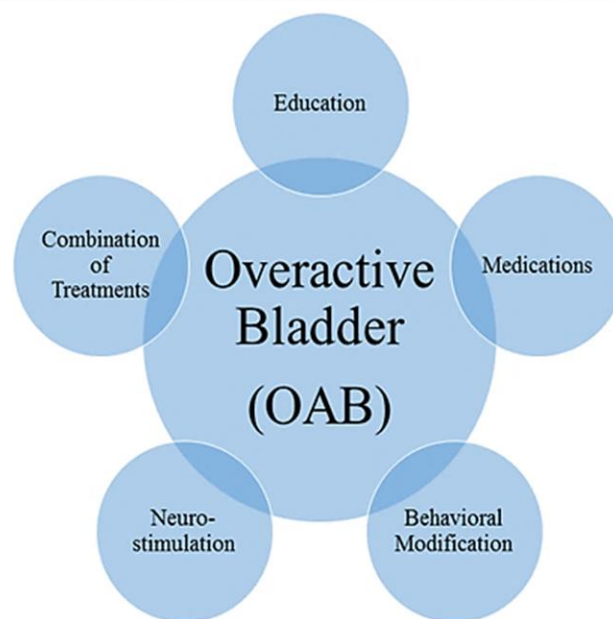 Education
Combination
of
Treatments
Overactive
Bladder
(OAB)
Medications
Neuro-
stimulation
Behavioral
Modification